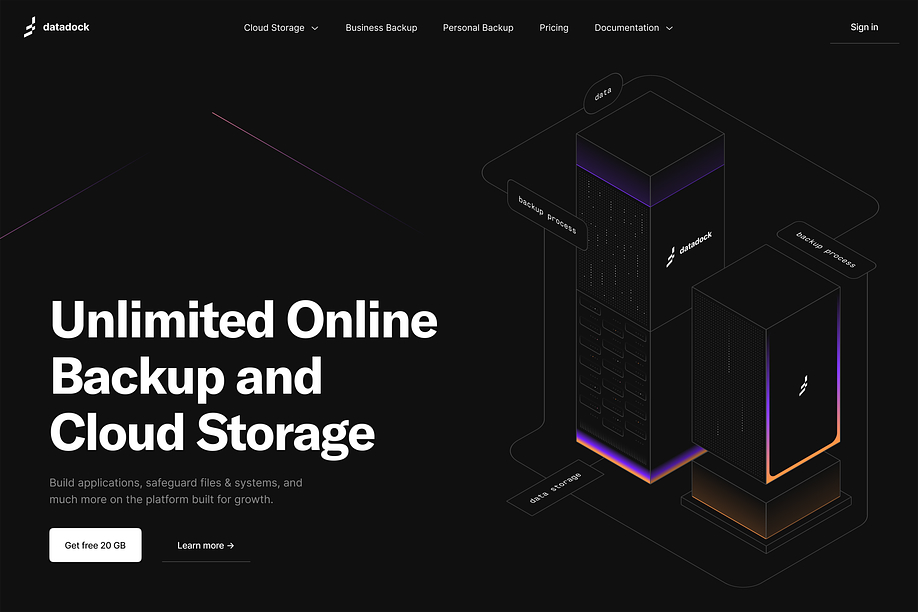 datadock
Cloud Storage
Business Backup
Personal Backup
Pricing
Documentation
Sign in
data
backup process
backup process
datadock
Unlimited Online
Backup and
Cloud Storage
Build applications, safeguard files & systems, and
much more on the platform built for growth.
data storage
Get free 20 GB
Learn more →